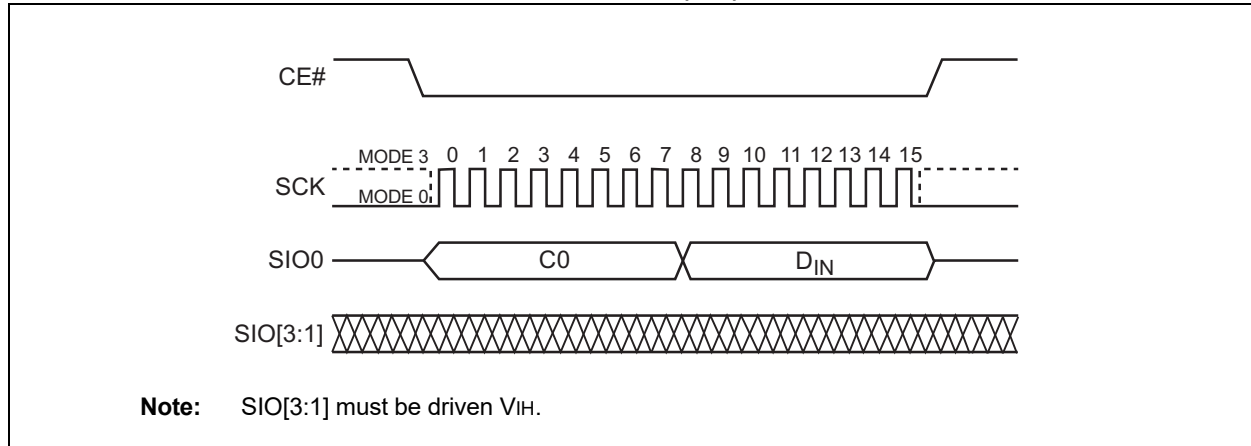 CE#
MODE 3 0 1 2 3 4 5 6 7 8 9 10 11 12 13 14 15
SCK
MODE 0
SIO0 C0 DIN
SIO[3:1]
Note: SIO[3:1] must be driven VIH.